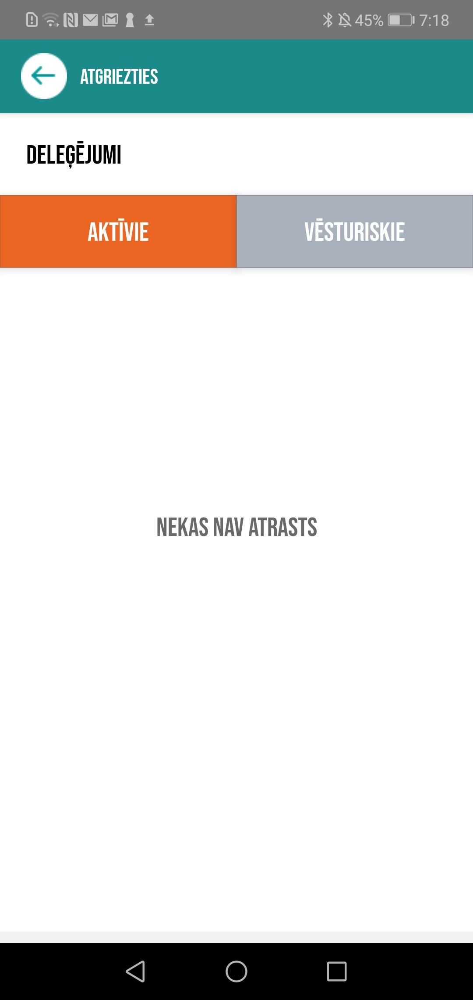 45% 7:18
ATGRIEZTIES
DELEĢĒJUMI
AKTĪVIE VĒSTURISKIE
NEKAS NAV ATRASTS